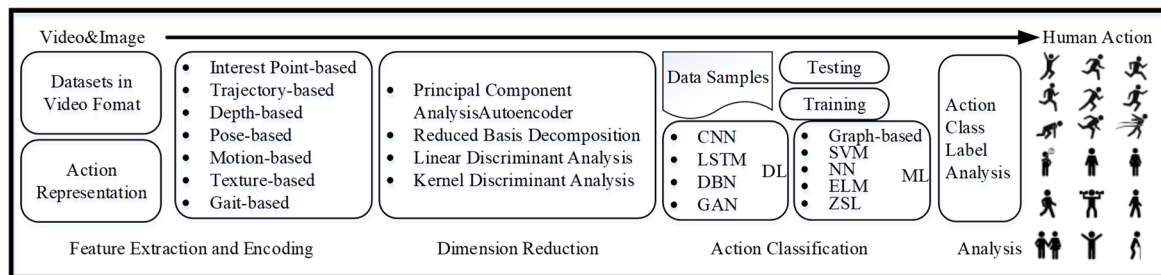 Video&Image
Human Action
Datasets in
Video Fomat
Action
Representation
• Interest Point-based
• Trajectory-based
• Depth-based
• Pose-based
• Motion-based
• Texture-based
• Gait-based
• Principal Component
AnalysisAutoencoder
• Reduced Basis Decomposition
• Linear Discriminant Analysis
• Kernel Discriminant Analysis
Data Samples
Testing
Training
• CNN
• LSTM
• DBN
• GAN
DL
• Graph-based
• SVM
• NN
• ELM
• ZSL
ML
Action
Class
Label
Analysis
Feature Extraction and Encoding
Dimension Reduction
Action Classification
Analysis